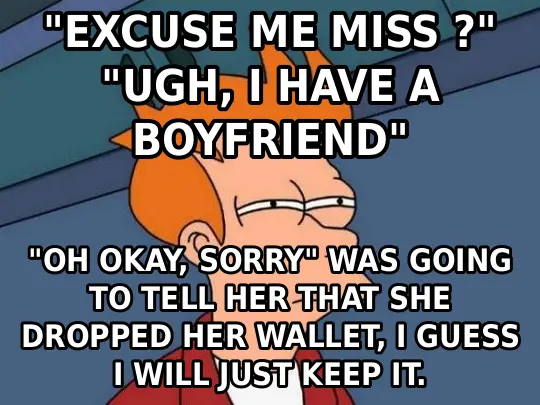 "EXCUSE ME MISS ?"
"UGH, I HAVE A
BOYFRIEND"
"OH OKAY, SORRY" WAS GOING
TO TELL HER THAT SHE
DROPPED HER WALLET, I GUESS
I WILL JUST KEEP IT.